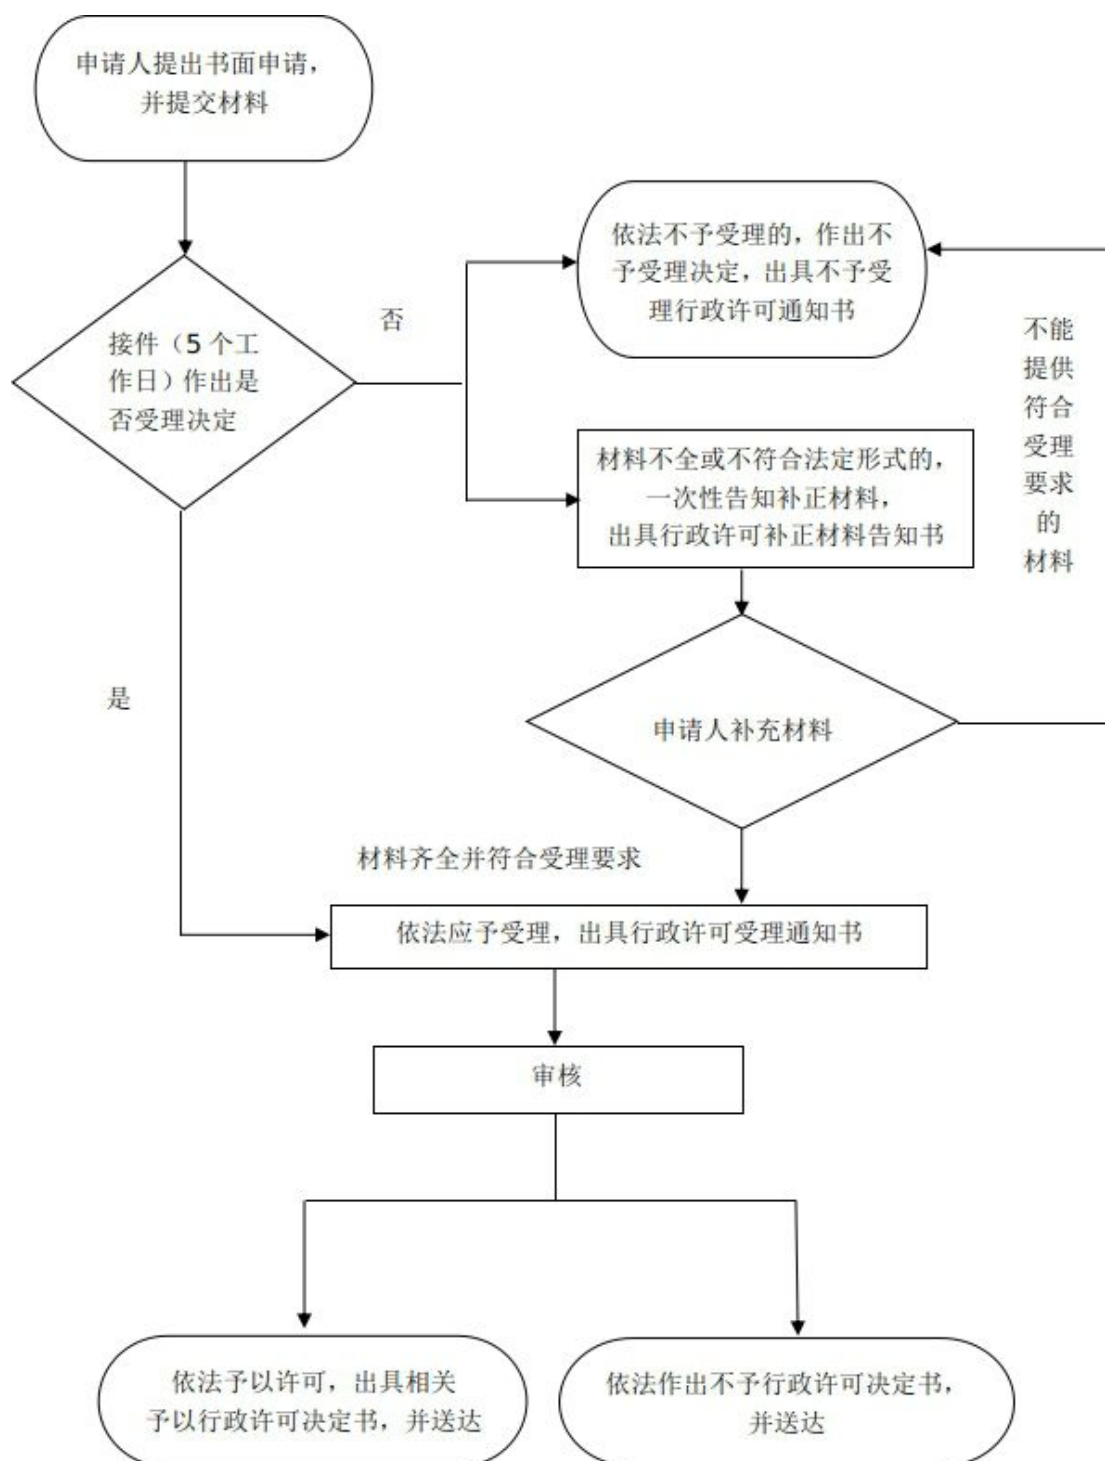 申请人提出书面申请，
并提交材料
依法不予受理的，作出不
予受理决定，出具不予受
理行政许可通知书
否
接件（5 个工
作日）作出是
否受理决定
不能
提供
符合
受理
要求
的
材料
材料不全或不符合法定形式的，
一次性告知补正材料，
出具行政许可补正材料告知书
是
申请人补充材料
材料齐全并符合受理要求
依法应予受理，出具行政许可受理通知书
审核
依法予以许可，出具相关
予以行政许可决定书，并送达
依法作出不予行政许可决定书，
并送达